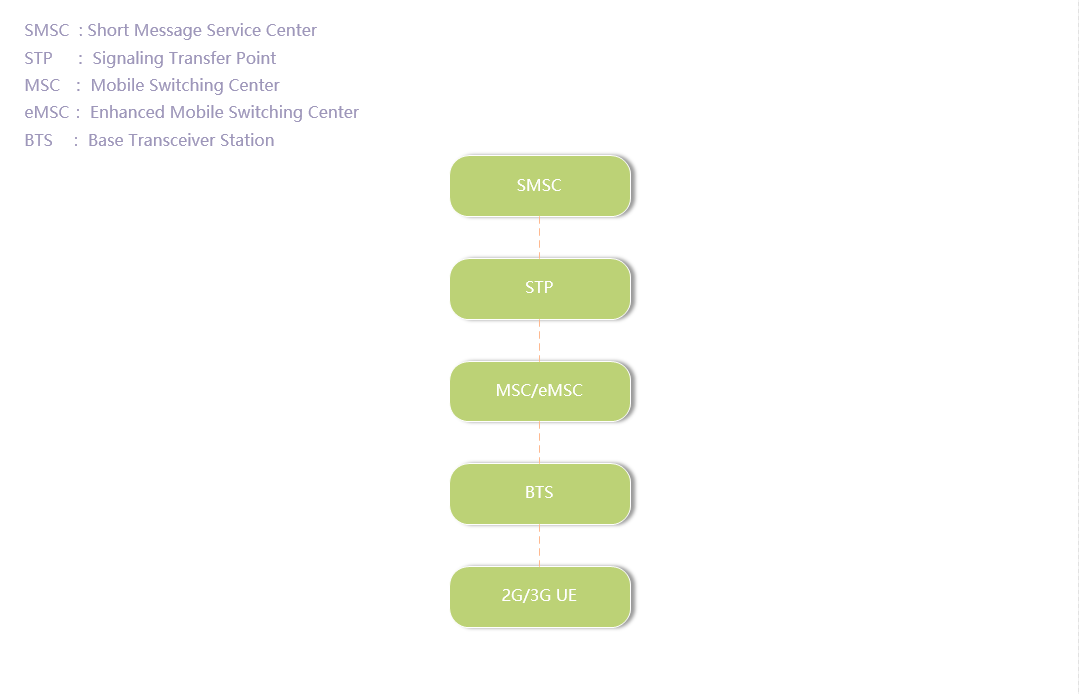 SMSC : Short Message Service Center
STP : Signaling Transfer Point
MSC : Mobile Switching Center
eMSC : Enhanced Mobile Switching Center
BTS : Base Transceiver Station
SMSC
STP
MSC/eMSC
BTS
2G/3G UE